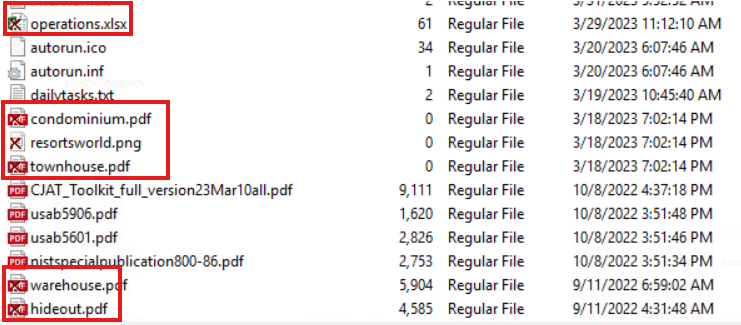 operations.xlsx 61 Regular File 3/29/2023 11:12:10 AM
autorun.ico 34 Regular File 3/20/2023 6:07:46 AM
autorun.inf 1 Regular File 3/20/2023 6:07:46 AM
dailytasks.txt 2 Regular File 3/19/2023 10:45:40 AM
condominium.pdf 0 Regular File 3/18/2023 7:02:14 PM
resortsworld.png 0 Regular File 3/18/2023 7:02:14 PM
townhouse.pdf 0 Regular File 3/18/2023 7:02:14 PM
PDF CJAT_Toolkit_full_version23Mar10all.pdf 9,111 Regular File 10/8/2022 4:37:18 PM
PDF usab5906.pdf 1,620 Regular File 10/8/2022 3:51:48 PM
PDF usab5601.pdf 2,826 Regular File 10/8/2022 3:51:46 PM
PDF nistspecialpublication800-86.pdf 2,753 Regular File 10/8/2022 3:51:34 PM
warehouse.pdf 5,904 Regular File 9/11/2022 6:59:02 AM
hideout.pdf 4,585 Regular File 9/11/2022 4:31:48 AM